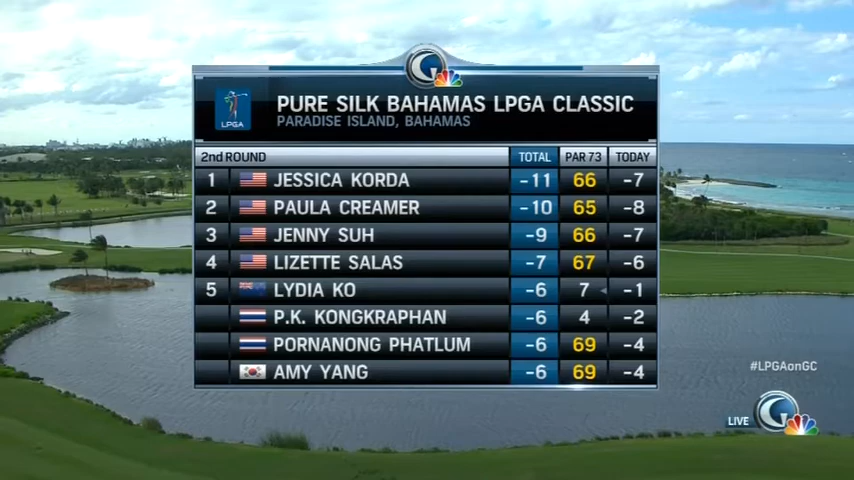 G
LPGA
PURE SILK BAHAMAS LPGA CLASSIC
PARADISE ISLAND, BAHAMAS
2nd ROUND TOTAL PAR 73 TODAY
1 JESSICA KORDA -11 66 -7
2 PAULA CREAMER -10 65 -8
3 JENNY SUH -9 66 -7
4 LIZETTE SALAS -7 67 -6
5 LYDIA KO -6 7 -1
P.K. KONGKRAPHAN -6 4 -2
PORNANONG PHATLUM -6 69 -4
AMY YANG -6 69 -4
#LPGAonGC
LIVE G